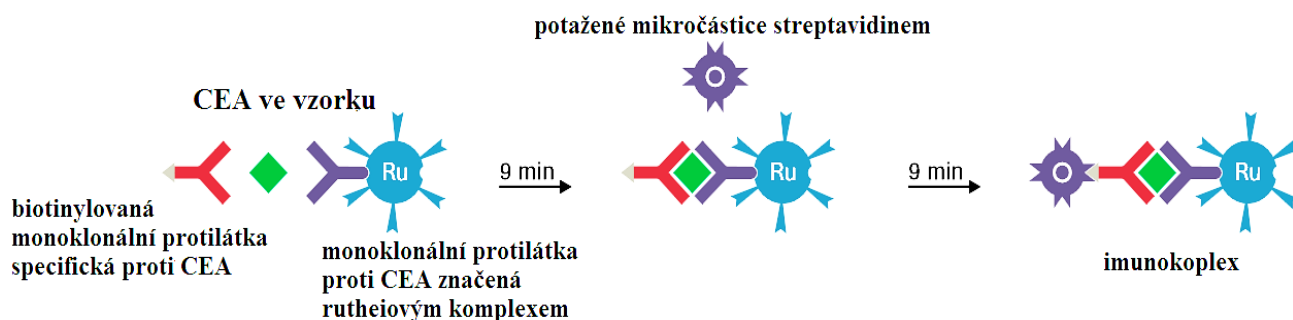 potažené mikročástice streptavidinem
O
CEA ve vzorku
Ru
9 min
O
Ru
9 min
Ru
biotinylovaná
monoklonální protilátka
specifická proti CEA
monoklonální protilátka
proti CEA značená
rutheiovým komplexem
imunokoplex